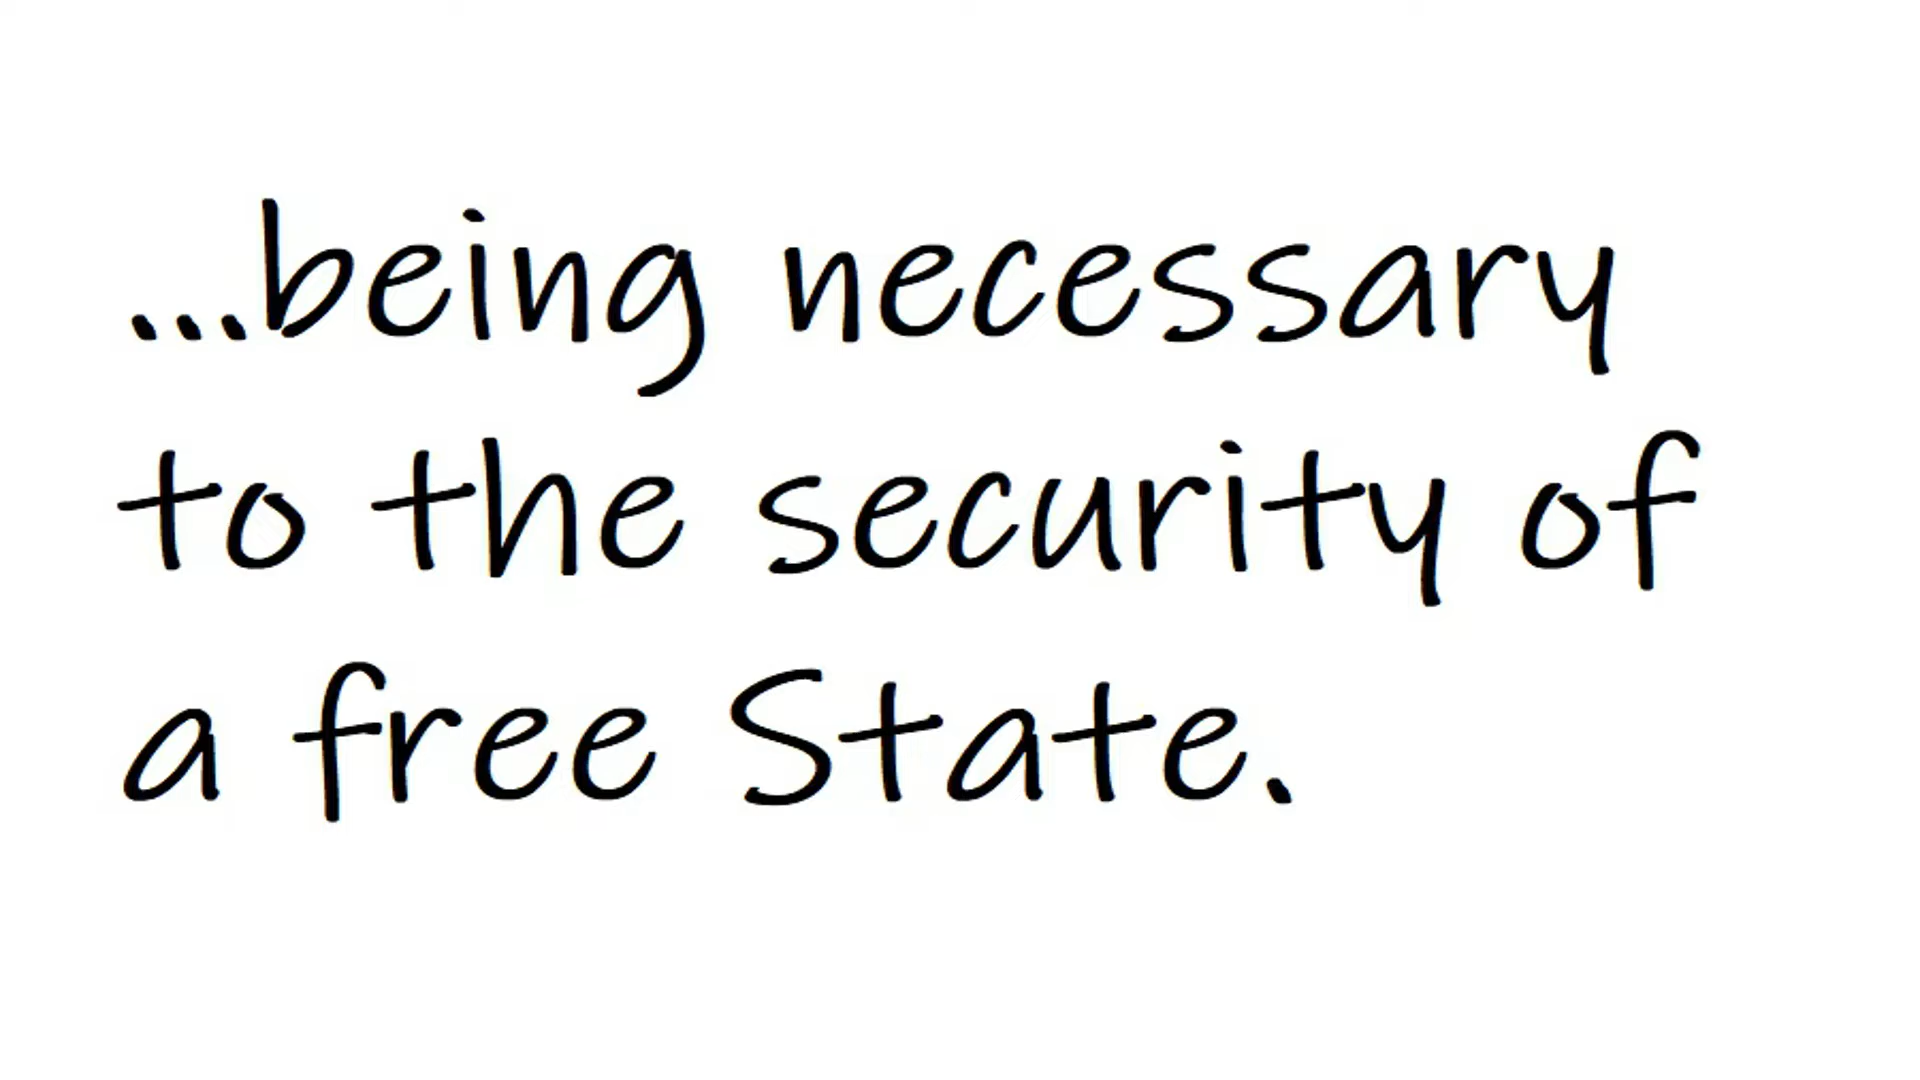 ...being necessary
to the security of
a free State.